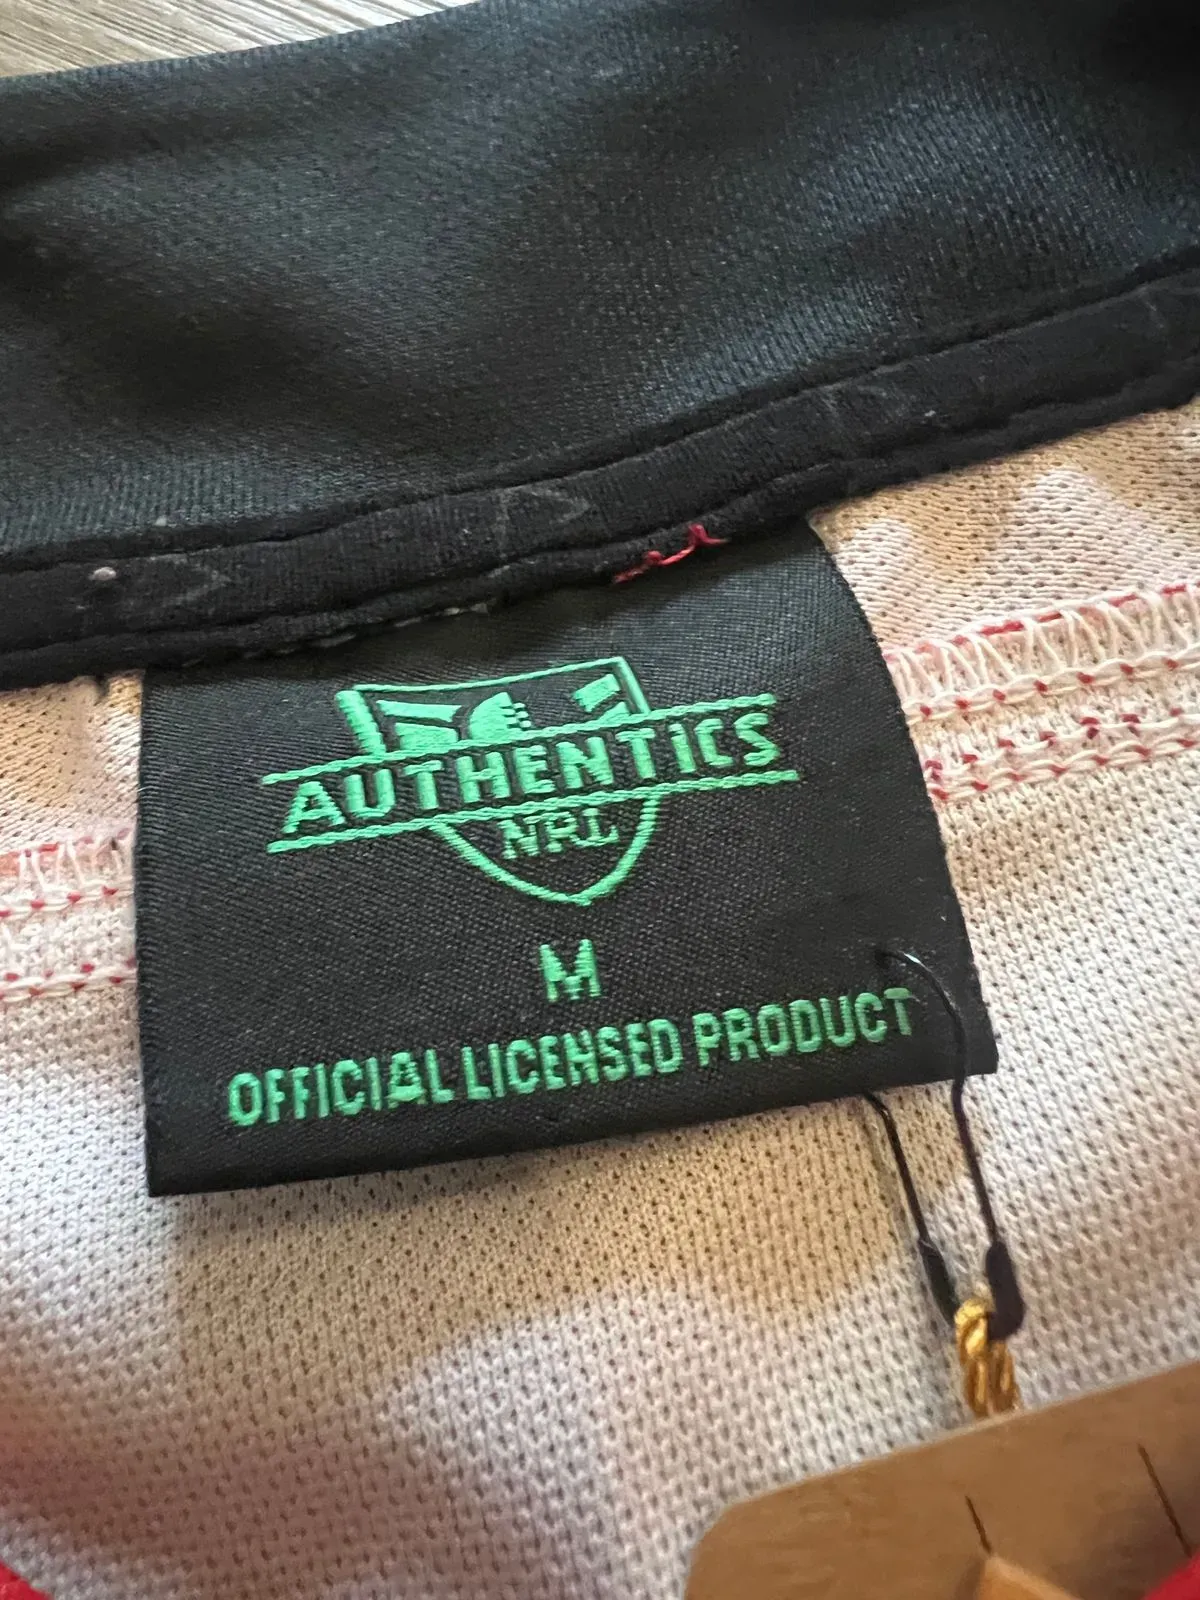 AUTHENTICS
NRL
M
OFFICIAL LICENSED PRODUCT